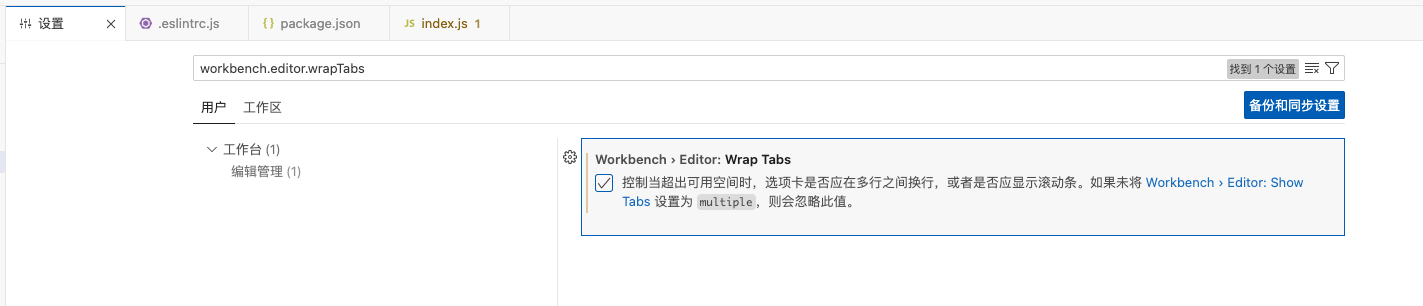 设置
.eslintrc.js
{ } package.json
JS index.js 1
workbench.editor.wrapTabs
找到 1 个设置
用户 工作区
备份和同步设置
工作台 (1)
编辑管理 (1)
Workbench › Editor: Wrap Tabs
控制当超出可用空间时，选项卡是否应在多行之间换行，或者是否应显示滚动条。如果未将 Workbench › Editor: Show
Tabs 设置为 multiple，则会忽略此值。